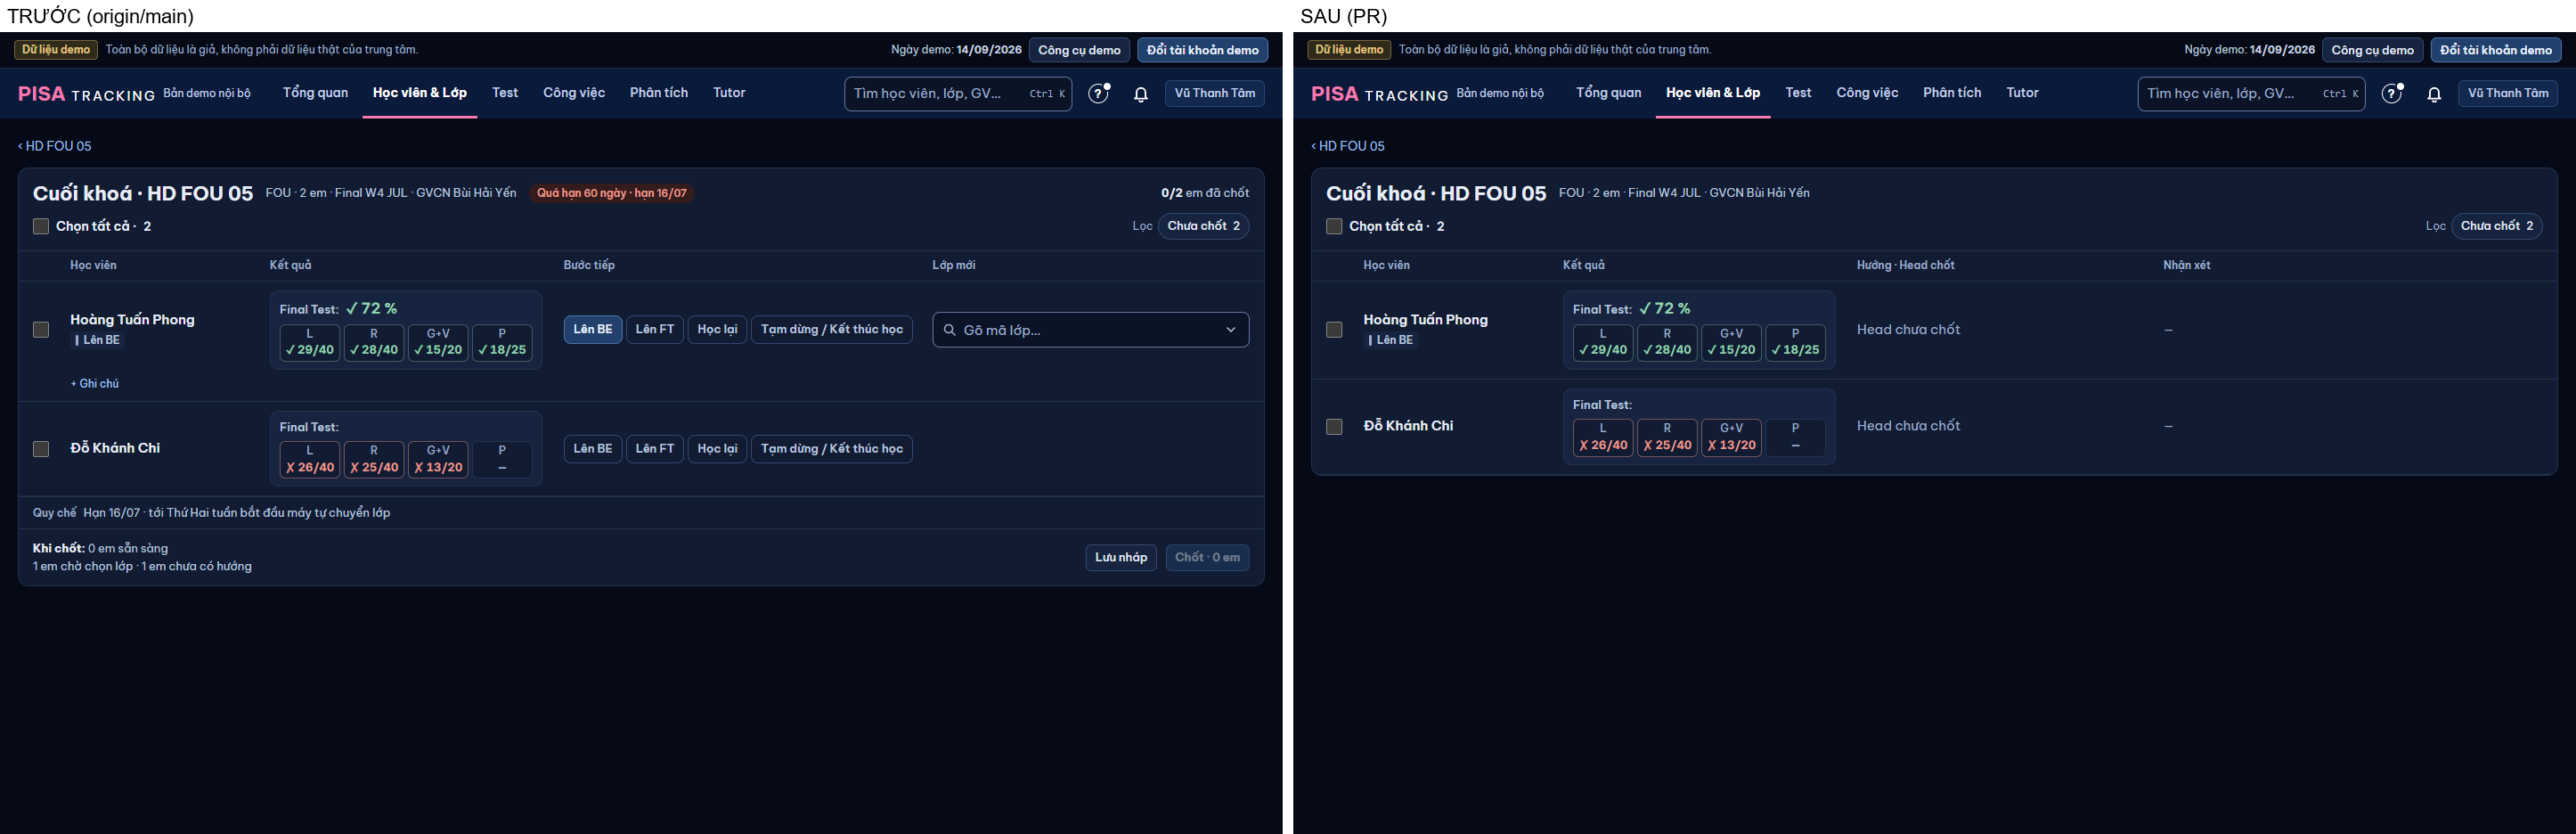 TRƯỚC (origin/main)
Dữ liệu demo Toàn bộ dữ liệu là giả, không phải dữ liệu thật của trung tâm. Ngày demo: 14/09/2026 Công cụ demo Đổi tài khoản demo
PISA TRACKING Bản demo nội bộ Tổng quan Học viên & Lớp Test Công việc Phân tích Tutor Tìm học viên, lớp, GV... Ctrl K ? Vũ Thanh Tâm
‹ HD FOU 05
Cuối khoá · HD FOU 05 FOU · 2 em · Final W4 JUL · GVCN Bùi Hải Yến Quá hạn 60 ngày · hạn 16/07 0/2 em đã chốt
Chọn tất cả · 2 Lọc Chưa chốt 2
Học viên Kết quả Bước tiếp Lớp mới
Hoàng Tuấn Phong
Lên BE
+ Ghi chú
Final Test: ✓ 72 %
L R G+V P
✓ 29/40 ✓ 28/40 ✓ 15/20 ✓ 18/25
Lên BE Lên FT Học lại Tạm dừng / Kết thúc học
Gõ mã lớp...
Đỗ Khánh Chi
Final Test:
L R G+V P
✗ 26/40 ✗ 25/40 ✗ 13/20 –
Lên BE Lên FT Học lại Tạm dừng / Kết thúc học
Quy chế Hạn 16/07 · tới Thứ Hai tuần bắt đầu máy tự chuyển lớp
Khi chốt: 0 em sẵn sàng
1 em chờ chọn lớp · 1 em chưa có hướng
Lưu nháp Chốt · 0 em
SAU (PR)
Dữ liệu demo Toàn bộ dữ liệu là giả, không phải dữ liệu thật của trung tâm. Ngày demo: 14/09/2026 Công cụ demo Đổi tài khoản demo
PISA TRACKING Bản demo nội bộ Tổng quan Học viên & Lớp Test Công việc Phân tích Tutor Tìm học viên, lớp, GV... Ctrl K ? Vũ Thanh Tâm
‹ HD FOU 05
Cuối khoá · HD FOU 05 FOU · 2 em · Final W4 JUL · GVCN Bùi Hải Yến
Chọn tất cả · 2 Lọc Chưa chốt 2
Học viên Kết quả Hướng · Head chốt Nhận xét
Hoàng Tuấn Phong
Lên BE
Final Test: ✓ 72 %
L R G+V P
✓ 29/40 ✓ 28/40 ✓ 15/20 ✓ 18/25
Head chưa chốt –
Đỗ Khánh Chi
Final Test:
L R G+V P
✗ 26/40 ✗ 25/40 ✗ 13/20 –
Head chưa chốt –